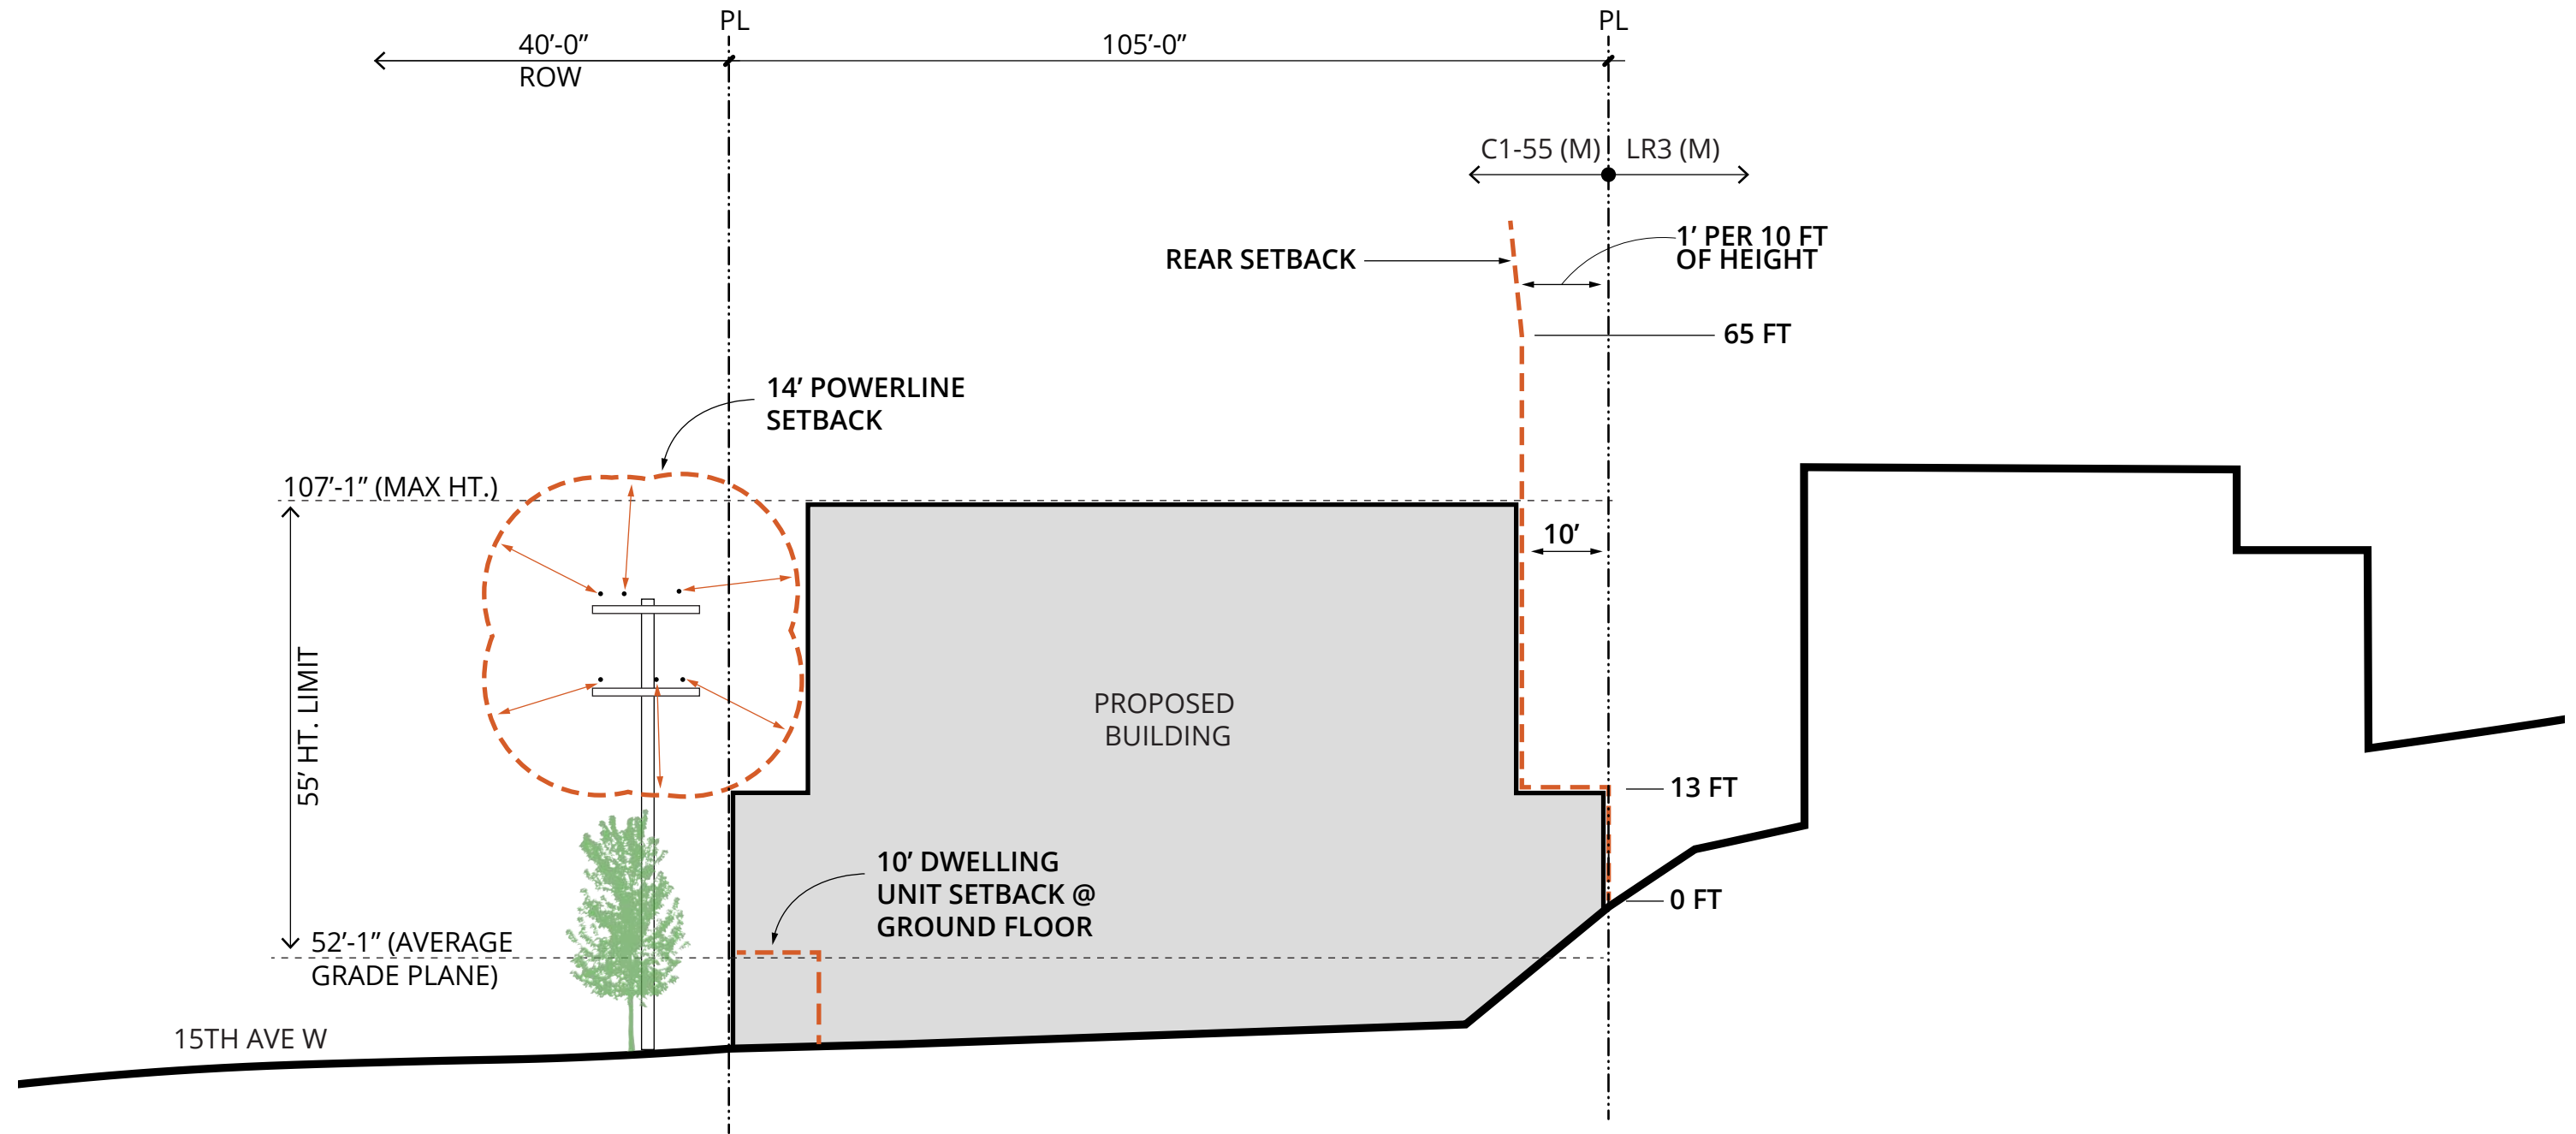 PL
PL
40’-0”
ROW
105’-0”
C1-55 (M)
LR3 (M)
REAR SETBACK
1’ PER 10 FT
OF HEIGHT
65 FT
14’ POWERLINE
SETBACK
107’-1” (MAX HT.)
10’
55’ HT. LIMIT
PROPOSED
BUILDING
13 FT
10’ DWELLING
UNIT SETBACK @
GROUND FLOOR
0 FT
52’-1” (AVERAGE
GRADE PLANE)
15TH AVE W